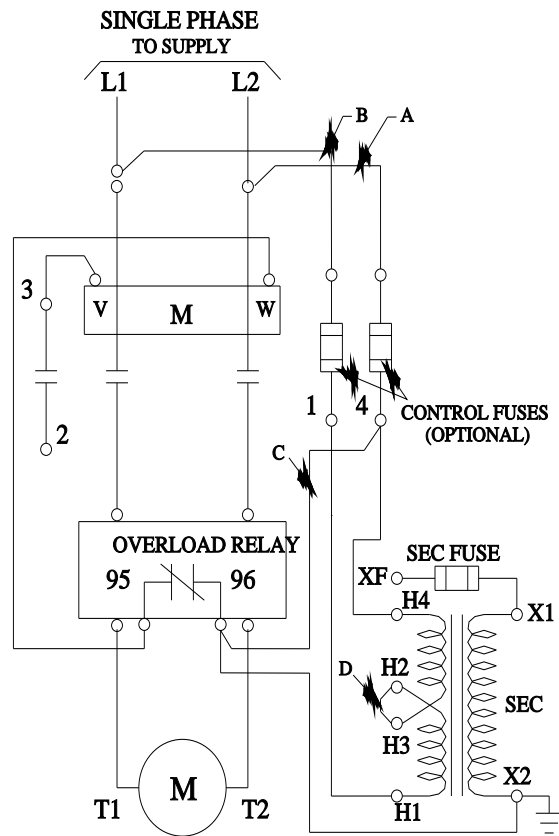 SINGLE PHASE
TO SUPPLY
L1 L2
B A
3
V M W
2
1 4
CONTROL FUSES
(OPTIONAL)
C
OVERLOAD RELAY
95 96
SEC FUSE
XF
H4 X1
D H2
SEC
H3
X2
T1 M T2
H1